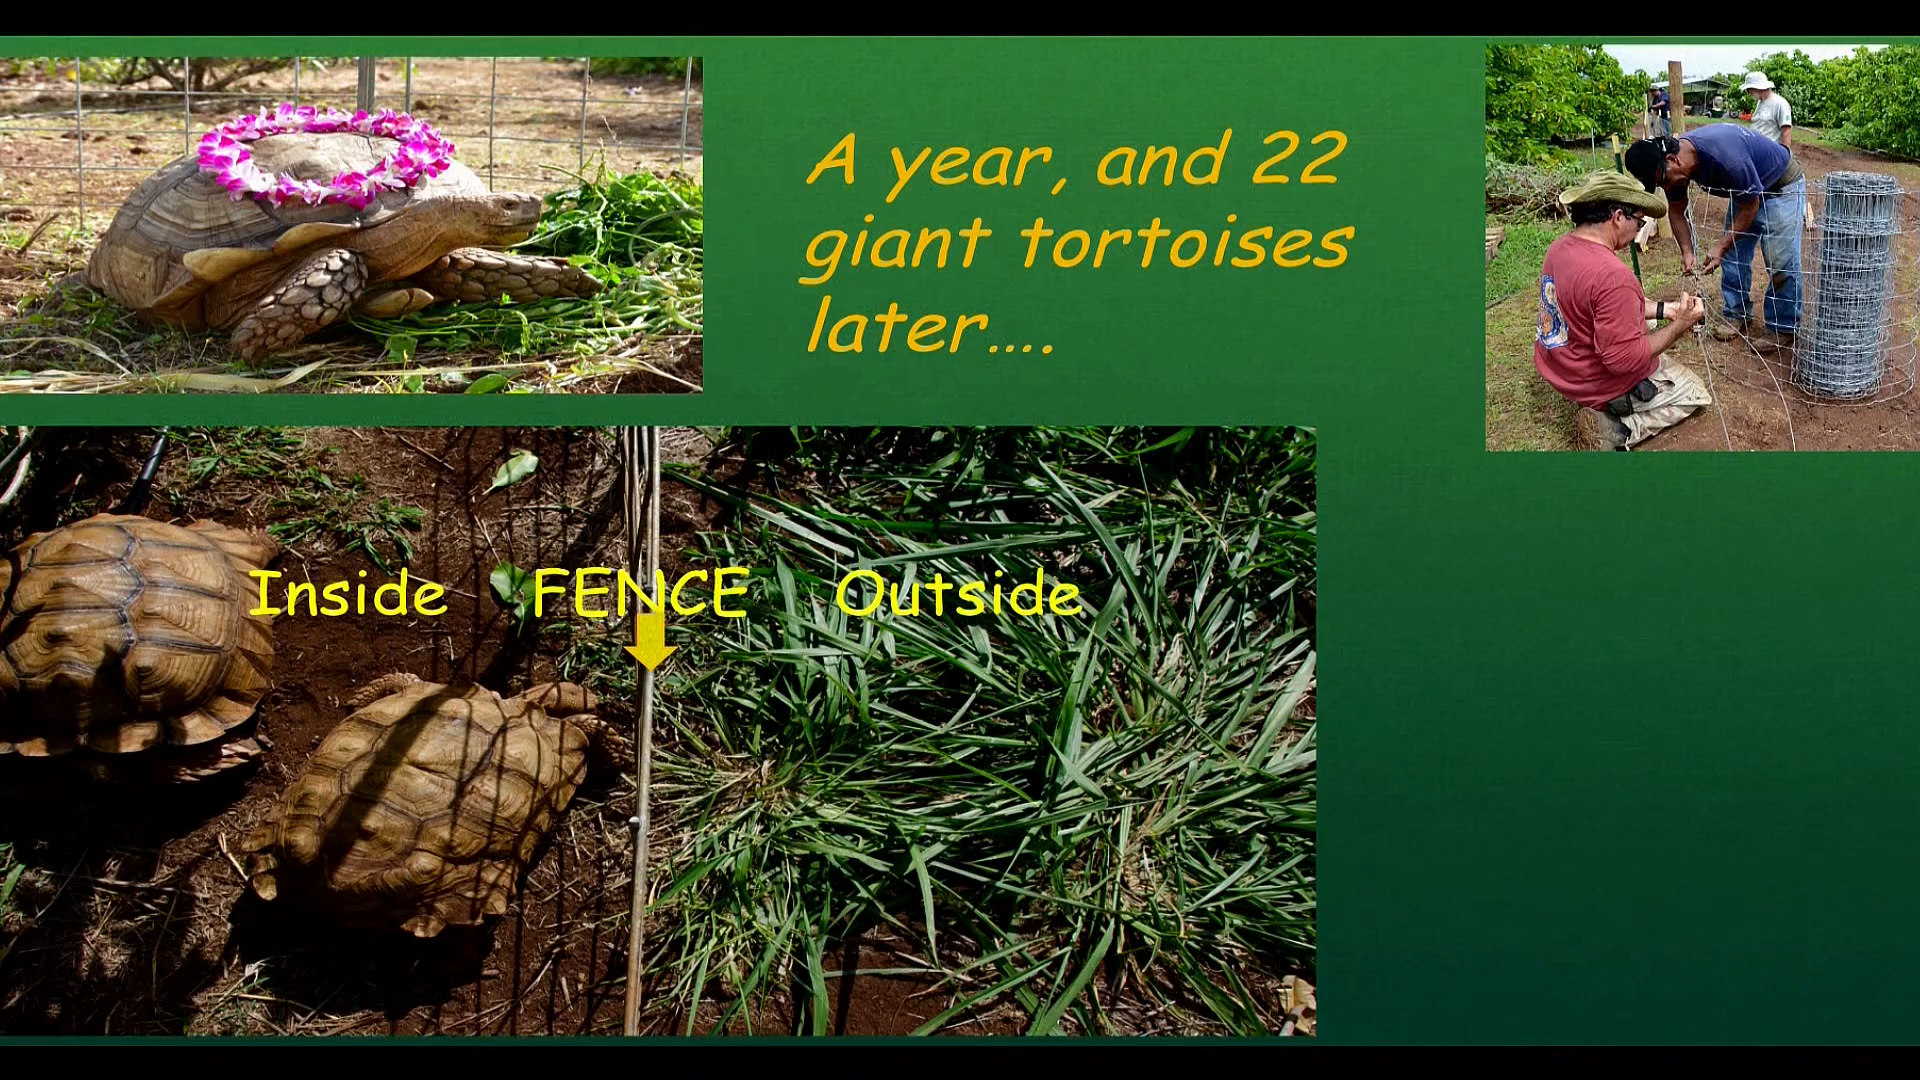 A year, and 22
giant tortoises
later....
Inside FENCE Outside